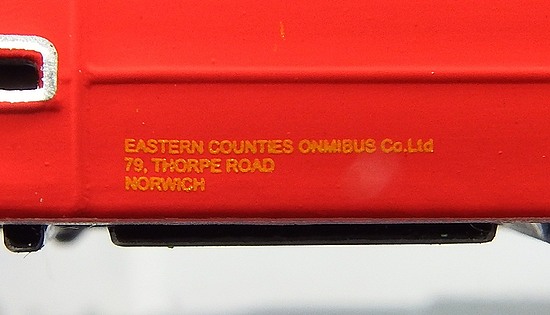 EASTERN COUNTIES ONMIBUS Co.Ltd
79, THORPE ROAD
NORWICH